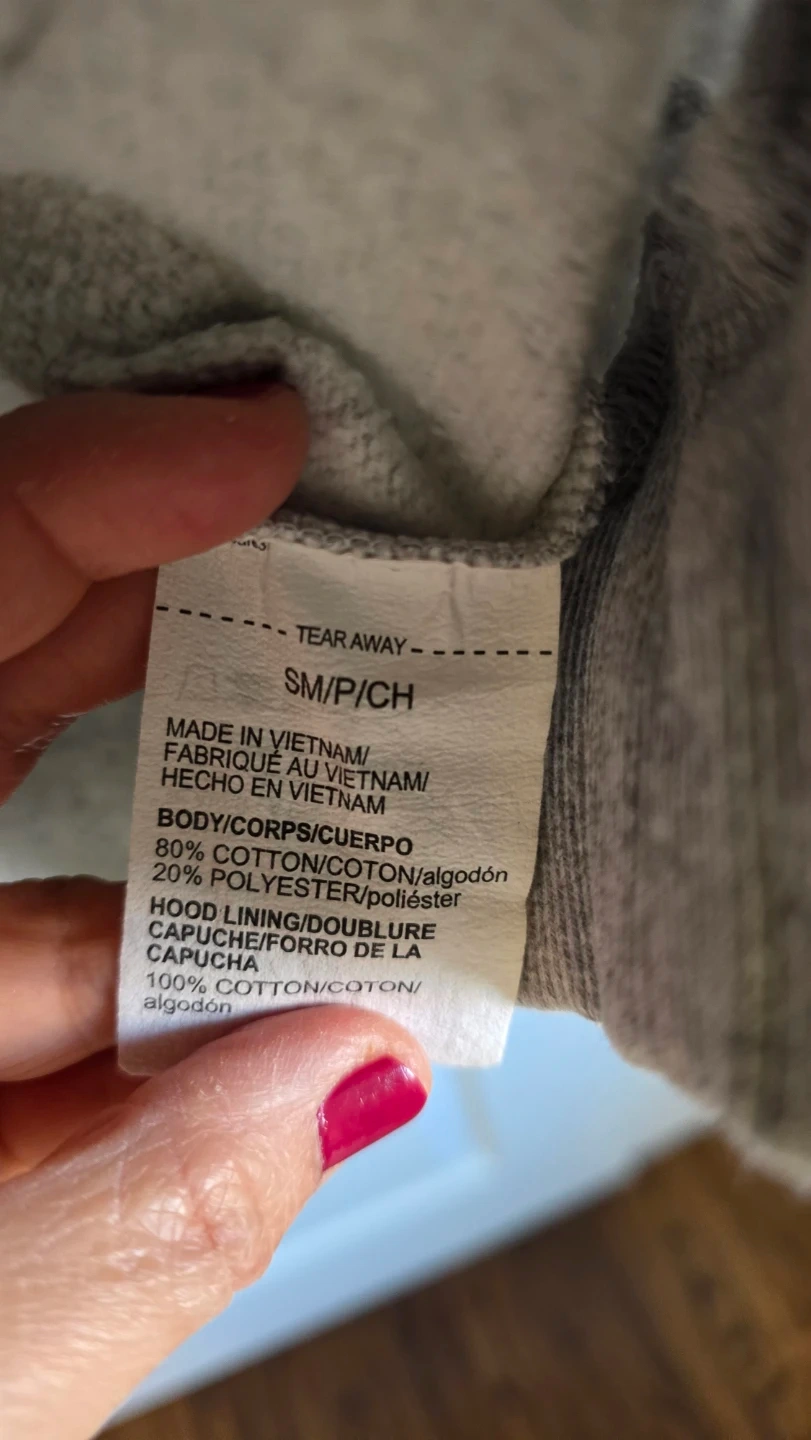 TEAR AWAY
SM/P/CH
MADE IN VIETNAM/
FABRIQUÉ AU VIETNAM/
HECHO EN VIETNAM
BODY/CORPS/CUERPO
80% COTTON/COTON/algodón
20% POLYESTER/poliéster
HOOD LINING/DOUBLURE
CAPUCHE/FORRO DE LA
CAPUCHA
100% COTTON/COTON/
algodón